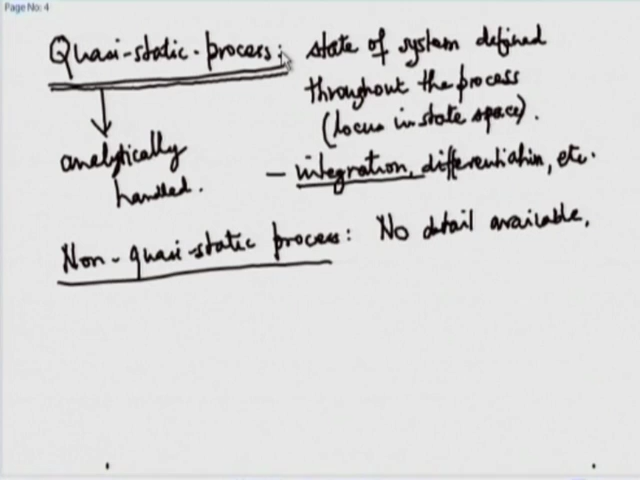 Page No: 4
Quasi-static-process: state of system defined
throughout the process
(locus in state space).
analytically
handled.
- integration, differentiation, etc.
Non-quasi-static process: No detail available.